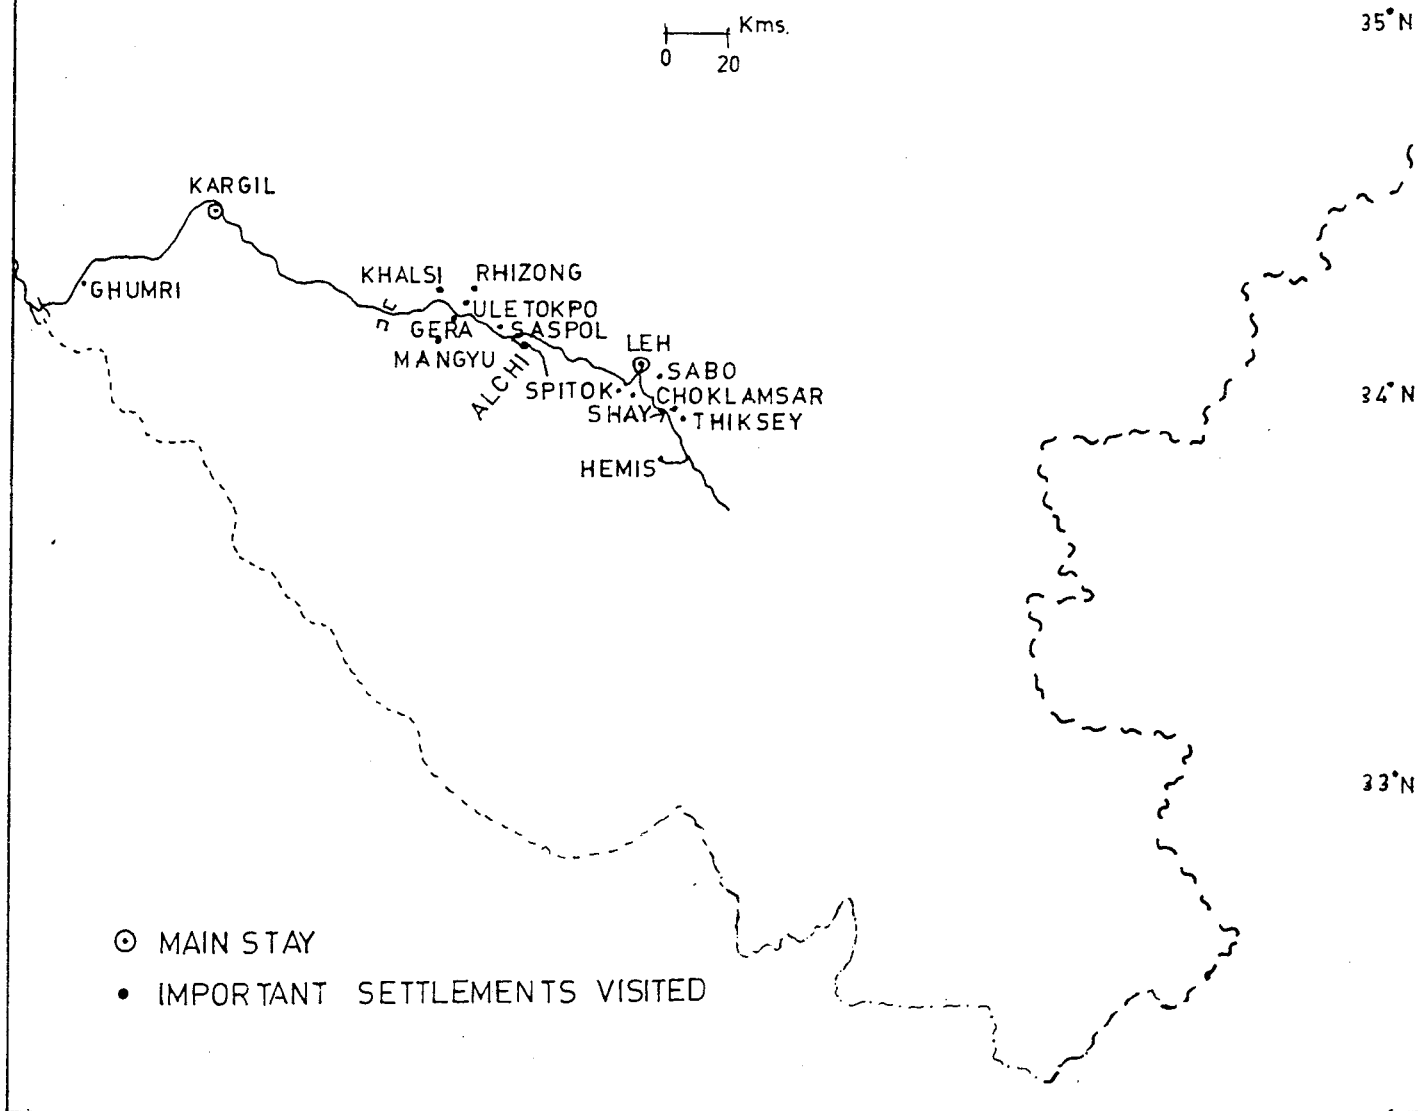 Kms.
0 20
35°N
KARGIL
GHUMRI
KHALSI
RHIZONG
ULETOKPO
GERA
SASPOL
MANGYU
ALCHI
LEH
SABO
SPITOK
CHOKLAMSAR
SHAY
THIKSEY
HEMIS
34°N
33°N
MAIN STAY
IMPORTANT SETTLEMENTS VISITED